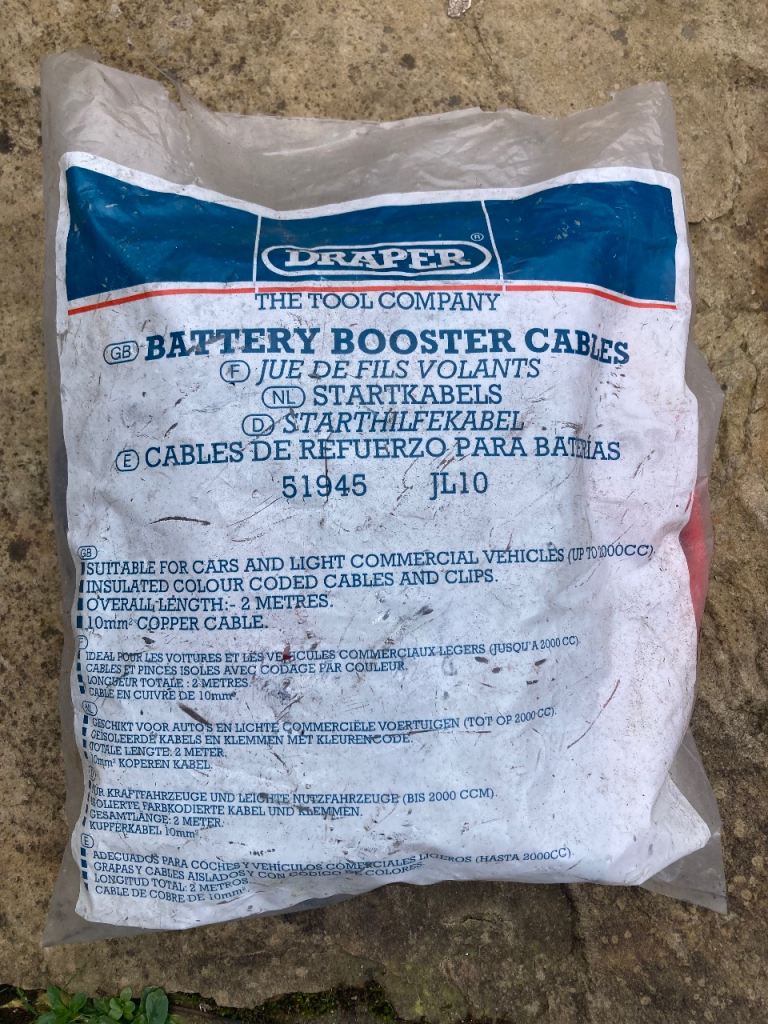 DRAPER®
THE TOOL COMPANY
GB BATTERY BOOSTER CABLES
F JUE DE FILS VOLANTS
NL STARTKABELS
D STARTHILFEKABEL
E CABLES DE REFUERZO PARA BATERÍAS
51945 JL10
GB
SUITABLE FOR CARS AND LIGHT COMMERCIAL VEHICLES (UP TO 2000CC).
INSULATED COLOUR CODED CABLES AND CLIPS.
OVERALL LENGTH:- 2 METRES.
10mm² COPPER CABLE.
F
IDEAL POUR LES VOITURES ET LES VEHICULES COMMERCIAUX LEGERS (JUSQU'A 2000 CC).
CABLES ET PINCES ISOLES AVEC CODAGE PAR COULEUR.
LONGUEUR TOTALE : 2 METRES.
CABLE EN CUIVRE DE 10mm².
NL
GESCHIKT VOOR AUTO'S EN LICHTE COMMERCIËLE VOERTUIGEN (TOT OP 2000 CC).
GEÏSOLEERDE KABELS EN KLEMMEN MET KLEURENCODE.
TOTALE LENGTE: 2 METER.
10mm² KOPEREN KABEL.
D
FÜR KRAFTFAHRZEUGE UND LEICHTE NUTZFAHRZEUGE (BIS 2000 CCM).
ISOLIERTE FARBKODIERTE KABEL UND KLEMMEN.
GESAMTLANGE: 2 METER.
KUPFERKABEL 10mm².
E
ADECUADOS PARA COCHES Y VEHÍCULOS COMERCIALES LIGEROS (HASTA 2000CC).
GRAPAS Y CABLES AISLADOS Y CON CODIGO DE COLORES.
LONGITUD TOTAL: 2 METROS.
CABLE DE COBRE DE 10mm².